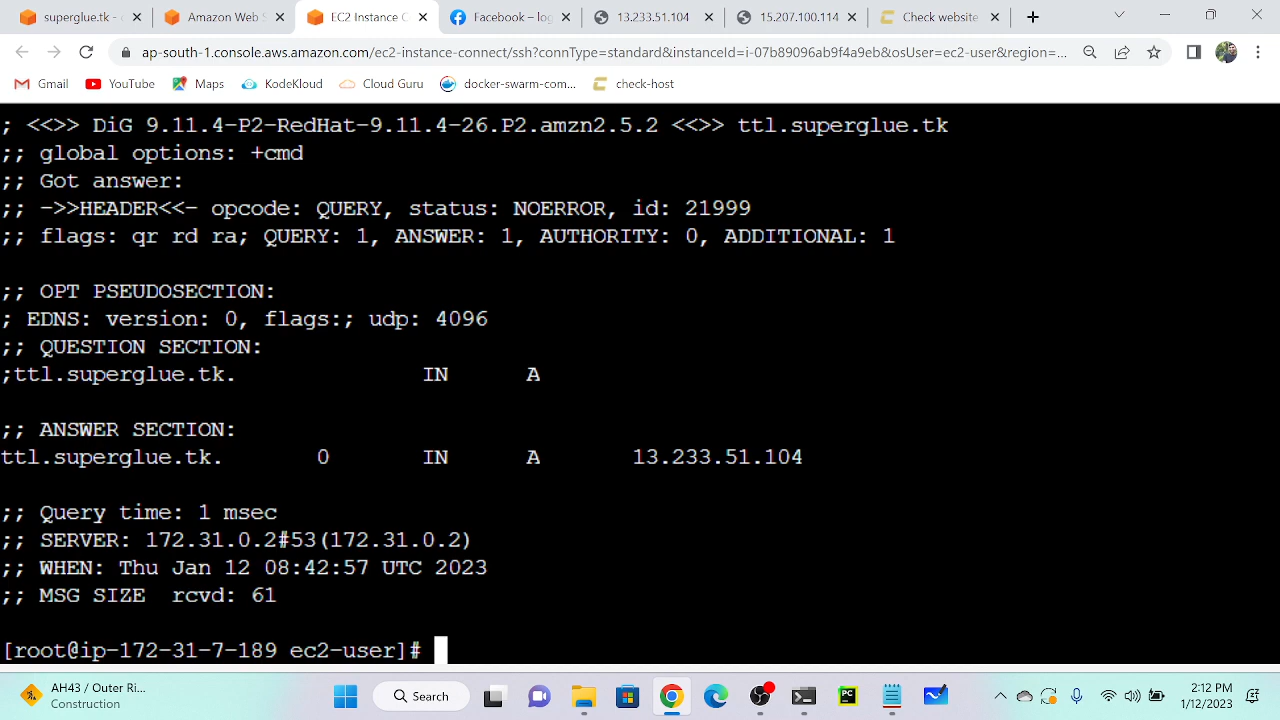 superglue.tk -
Amazon Web S
EC2 Instance C
Facebook – log
13.233.51.104
15.207.100.114
Check website
ap-south-1.console.aws.amazon.com/ec2-instance-connect/ssh?connType=standard&instanceId=i-07b89096ab9f4a9eb&osUser=ec2-user&region=...
Gmail
YouTube
Maps
KodeKloud
Cloud Guru
docker-swarm-com...
check-host
; <<>> DiG 9.11.4-P2-RedHat-9.11.4-26.P2.amzn2.5.2 <<>> ttl.superglue.tk
;; global options: +cmd
;; Got answer:
;; ->>HEADER<<- opcode: QUERY, status: NOERROR, id: 21999
;; flags: qr rd ra; QUERY: 1, ANSWER: 1, AUTHORITY: 0, ADDITIONAL: 1
;; OPT PSEUDOSECTION:
; EDNS: version: 0, flags:; udp: 4096
;; QUESTION SECTION:
;ttl.superglue.tk. IN A
;; ANSWER SECTION:
ttl.superglue.tk. 0 IN A 13.233.51.104
;; Query time: 1 msec
;; SERVER: 172.31.0.2#53(172.31.0.2)
;; WHEN: Thu Jan 12 08:42:57 UTC 2023
;; MSG SIZE rcvd: 61
[root@ip-172-31-7-189 ec2-user]#
AH43 / Outer Ri...
Construction
Search
PC
2:12 PM
1/12/2023